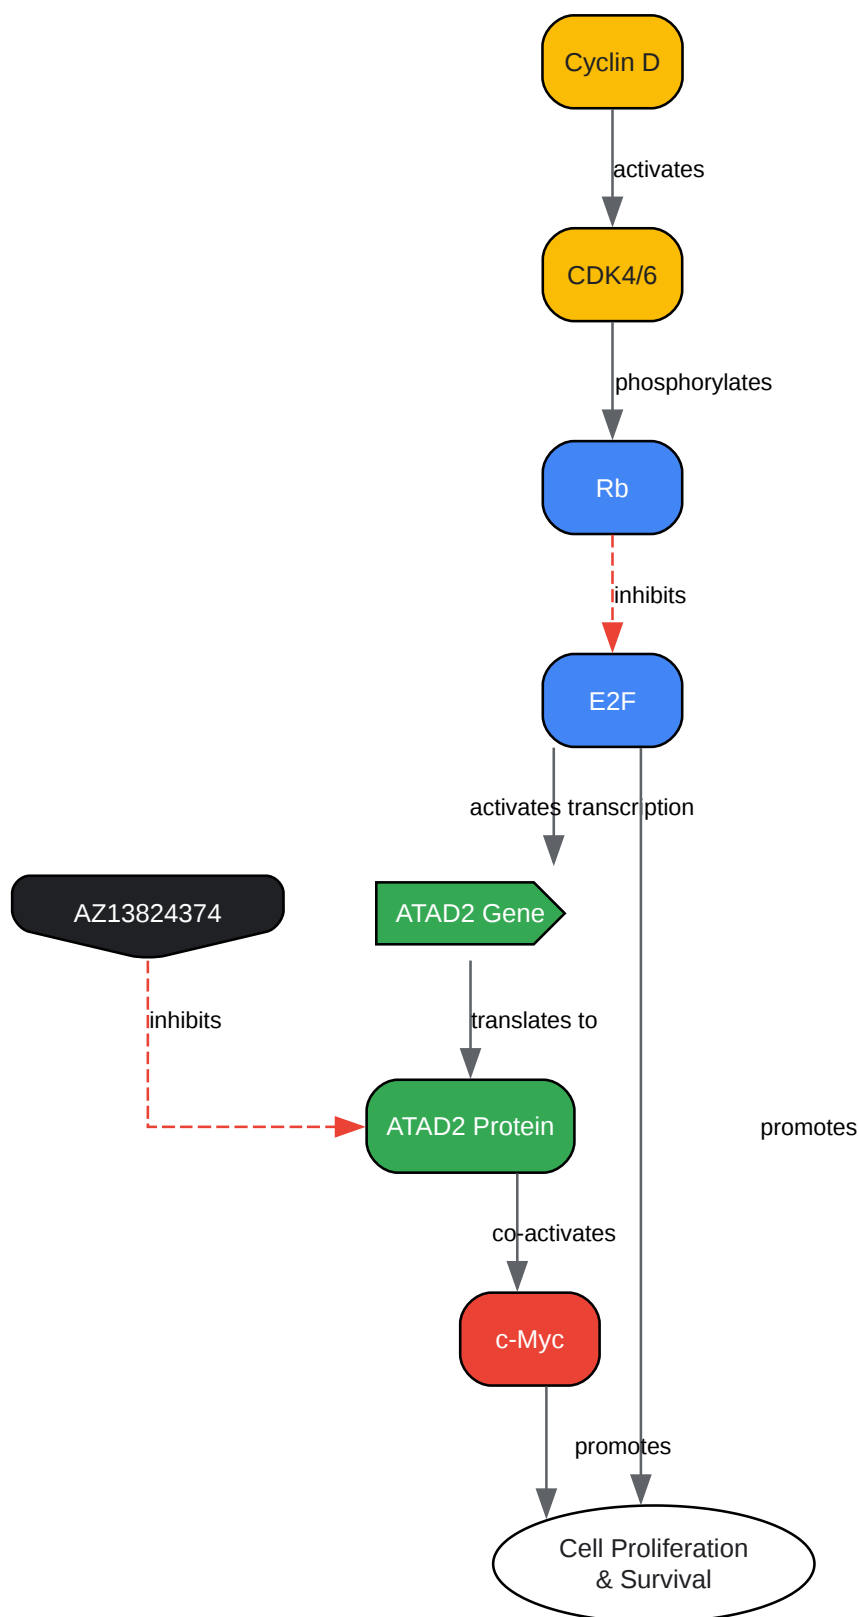 Cyclin D
activates
CDK4/6
phosphorylates
Rb
inhibits
E2F
activates transcription
AZ13824374
ATAD2 Gene
inhibits
translates to
ATAD2 Protein
promotes
co-activates
c-Myc
promotes
Cell Proliferation
& Survival